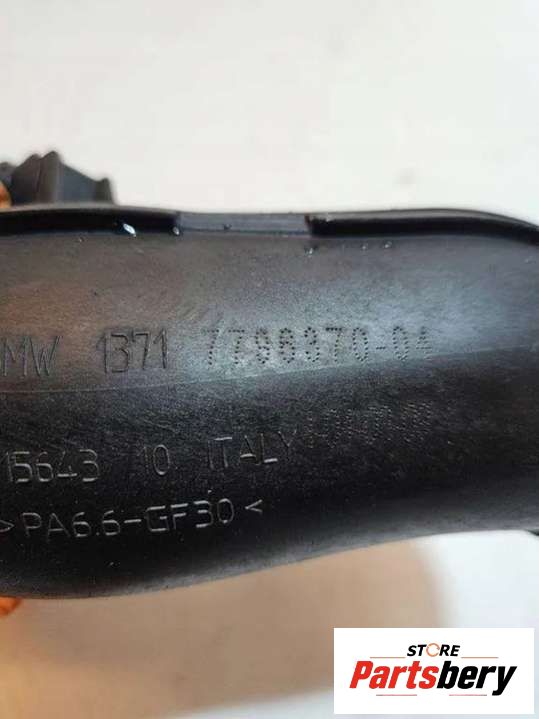 MW 1371 7798370-04
15643 10 ITALY
>PA6.6-GF30<
STORE
Partsbery